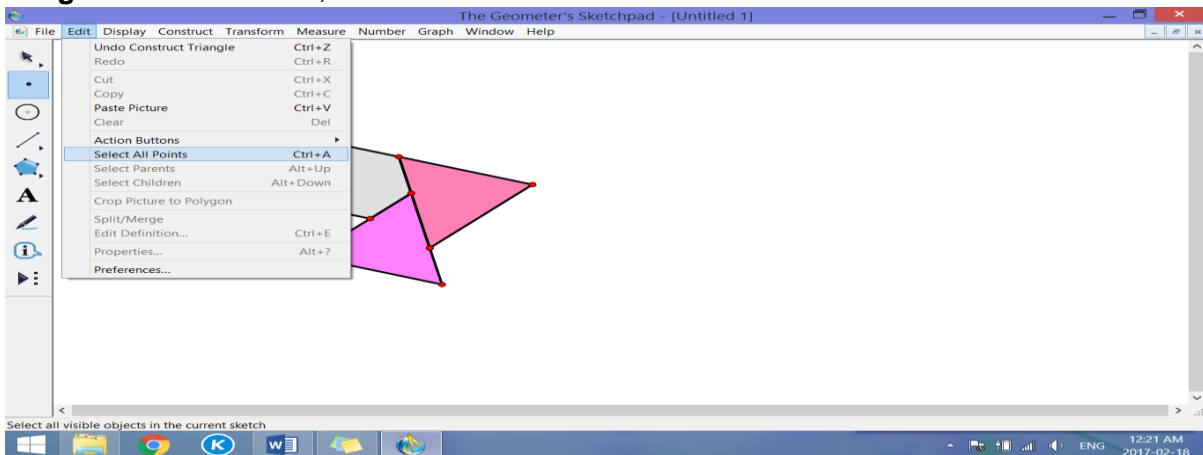 The Geometer's Sketchpad - [Untitled 1]
File Edit Display Construct Transform Measure Number Graph Window Help
Undo Construct Triangle Ctrl+Z
Redo Ctrl+R
Cut Ctrl+X
Copy Ctrl+C
Paste Picture Ctrl+V
Clear Del
Action Buttons
Select All Points Ctrl+A
Select Parents Alt+Up
Select Children Alt+Down
Crop Picture to Polygon
Split/Merge
Edit Definition... Ctrl+E
Properties... Alt+?
Preferences...
A
Select all visible objects in the current sketch
K
W
ENG
12:21 AM
2017-02-18